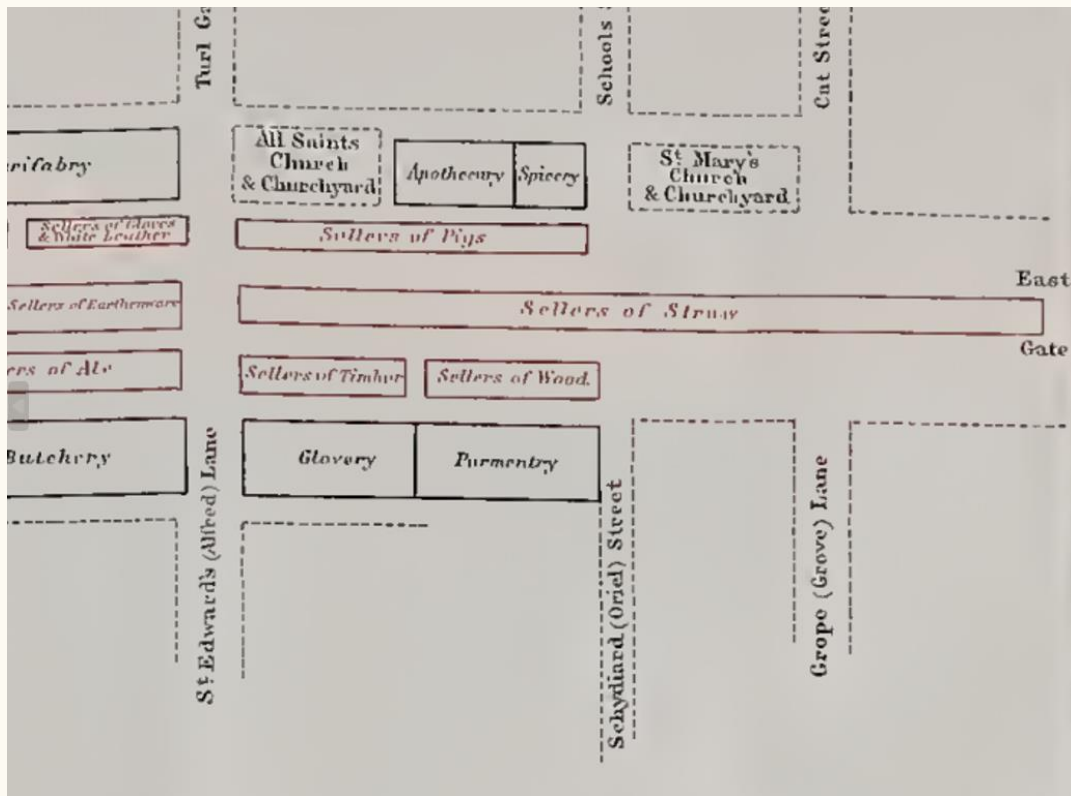 Turl Ga
Schools S
Cat Stree
All Saints
Church
& Churchyard
Apothecary
Spicery
St. Mary's
Church
& Churchyard
rifabry
Sellers of Gloves
& White Leather
Sellers of Pigs
East
Gate
Sellers of Earthenware
Sellers of Straw
ers of Ale
Sellers of Timber
Sellers of Wood.
Butchery
Glovery
Parmentry
St. Edward's (Alfred) Lane
Schydiard (Oriel) Street
Grope (Grove) Lane